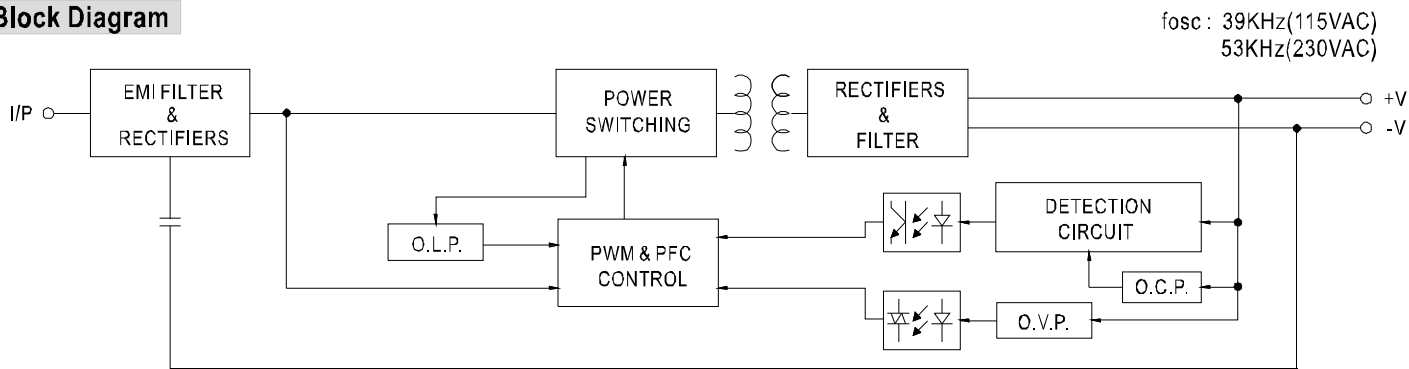 Block Diagram
fosc : 39KHz(115VAC)
53KHz(230VAC)
I/P
EMI FILTER
&
RECTIFIERS
POWER
SWITCHING
RECTIFIERS
&
FILTER
+V
-V
O.L.P.
PWM & PFC
CONTROL
DETECTION
CIRCUIT
O.C.P.
O.V.P.